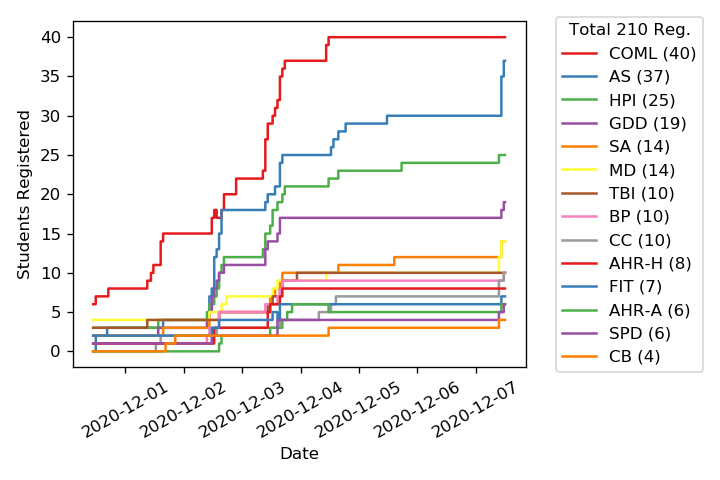 Students Registered
40
35
30
25
20
15
10
5
0
2020-12-01
2020-12-02
2020-12-03
2020-12-04
2020-12-05
2020-12-06
2020-12-07
Date
Total 210 Reg.
COML (40)
AS (37)
HPI (25)
GDD (19)
SA (14)
MD (14)
TBI (10)
BP (10)
CC (10)
AHR-H (8)
FIT (7)
AHR-A (6)
SPD (6)
CB (4)